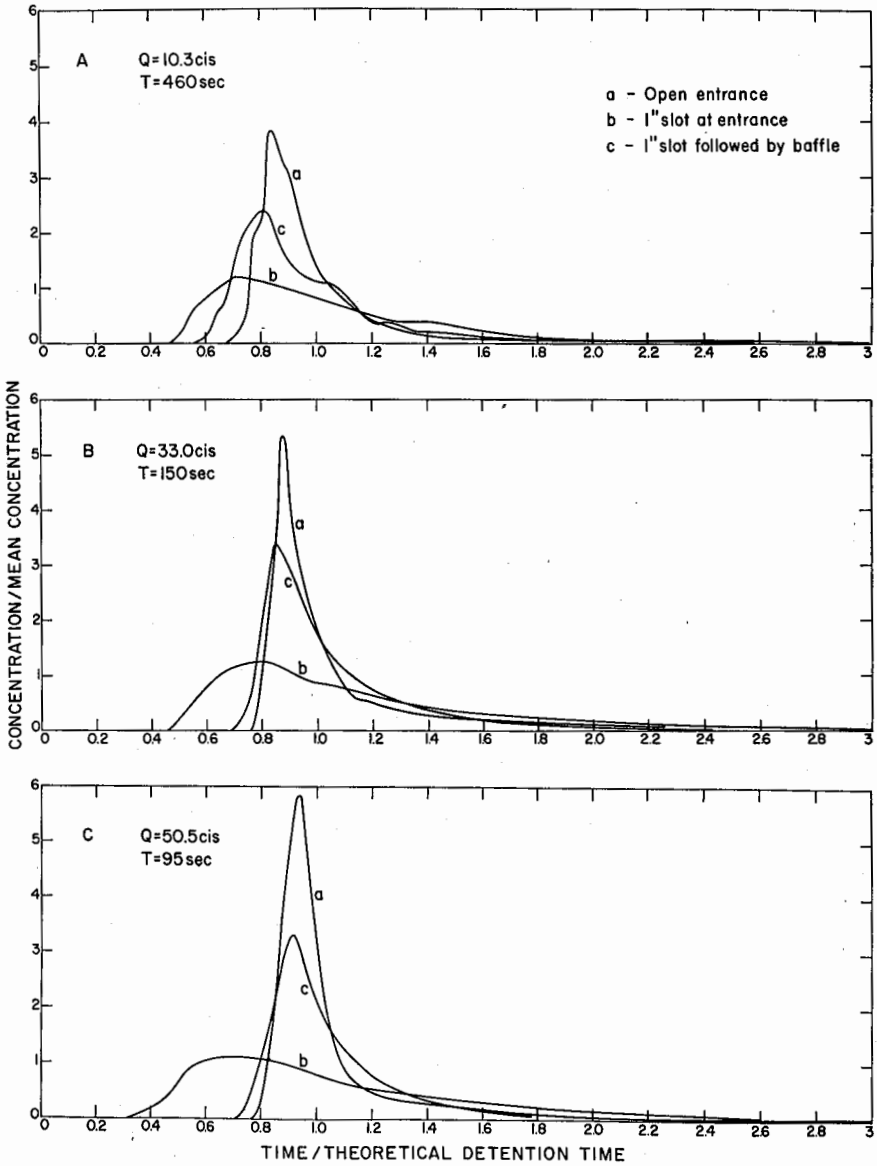 6
5
4
3
2
1
0
A
Q=10.3cis
T=460sec
a - Open entrance
b - 1" slot at entrance
c - 1" slot followed by baffle
a
c
b
0 0.2 0.4 0.6 0.8 1.0 1.2 1.4 1.6 1.8 2.0 2.2 2.4 2.6 2.8 3
CONCENTRATION/MEAN CONCENTRATION
6
5
4
3
2
1
0
B
Q=33.0cis
T=150sec
a
c
b
0 0.2 0.4 0.6 0.8 1.0 1.2 1.4 1.6 1.8 2.0 2.2 2.4 2.6 2.8 3
6
5
4
3
2
1
0
C
Q=50.5cis
T=95sec
a
c
b
0 0.2 0.4 0.6 0.8 1.0 1.2 1.4 1.6 1.8 2.0 2.2 2.4 2.6 2.8 3
TIME/THEORETICAL DETENTION TIME